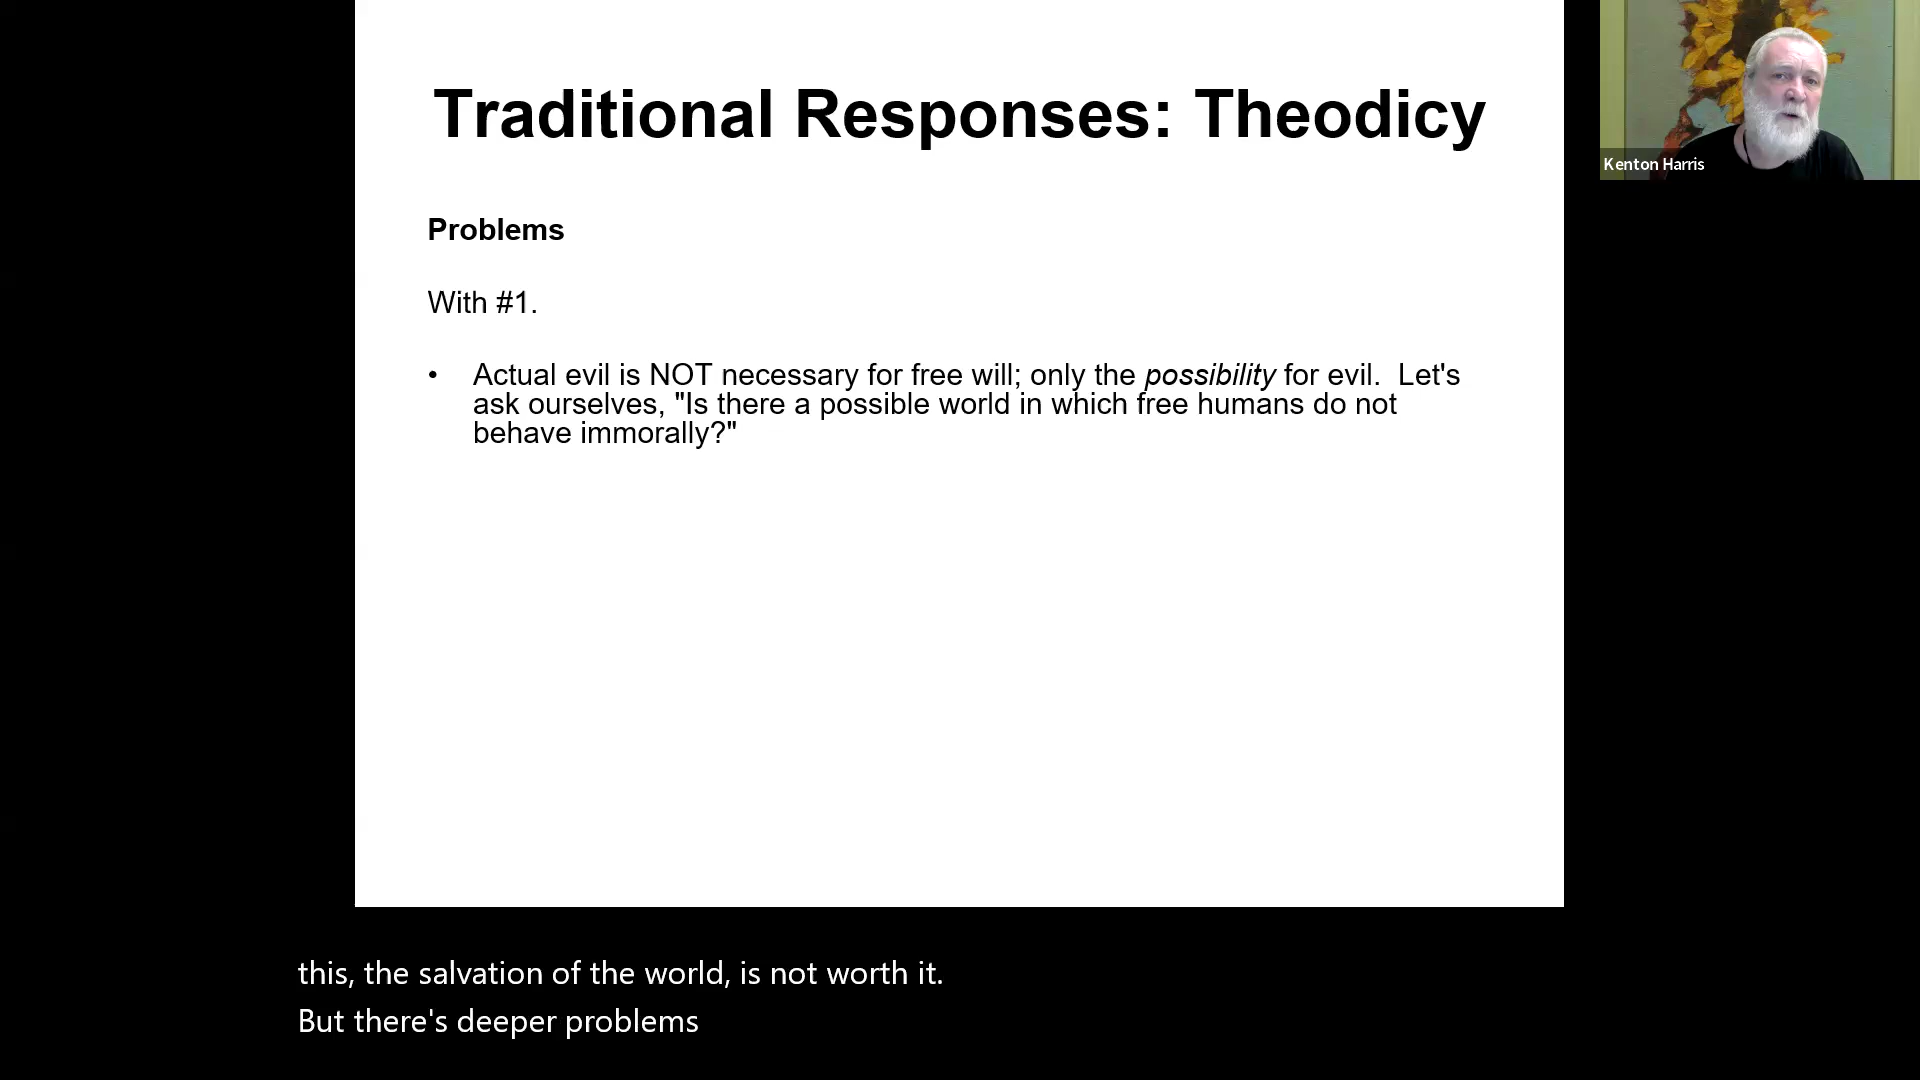 Traditional Responses: Theodicy
Kenton Harris
Problems
With #1.
• Actual evil is NOT necessary for free will; only the possibility for evil.  Let's
ask ourselves, "Is there a possible world in which free humans do not
behave immorally?"
this, the salvation of the world, is not worth it.
But there's deeper problems